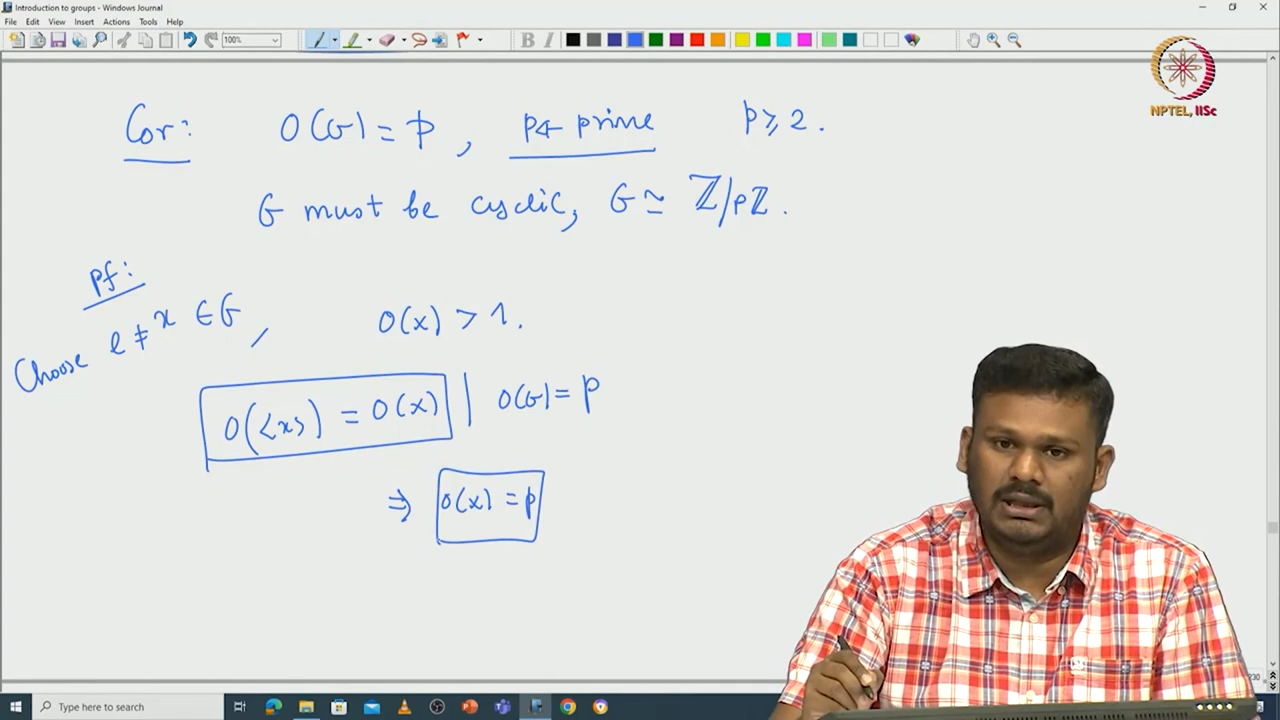 Introduction to groups - Windows Journal
File Edit View Insert Actions Tools Help
100%
B I
NPTEL, IISc
Cor: O(G) = p, p a prime p ≥ 2.
G must be cyclic, G ≃ ℤ/pℤ.
pf:
Choose e ≠ x ∈ G, O(x) > 1.
O(<x>) = O(x) | O(G) = p
⇒ O(x) = p
Type here to search